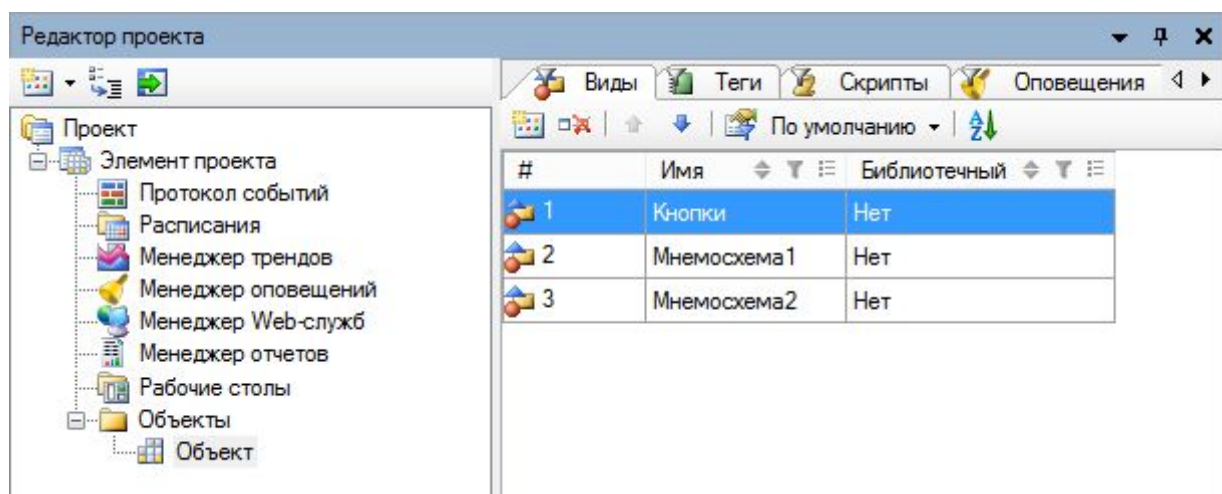 Редактор проекта
Виды Теги Скрипты Оповещения
По умолчанию
Проект
Элемент проекта
Протокол событий
Расписания
Менеджер трендов
Менеджер оповещений
Менеджер Web-служб
Менеджер отчетов
Рабочие столы
Объекты
Объект
# Имя Библиотечный
1 Кнопки Нет
2 Мнемосхема1 Нет
3 Мнемосхема2 Нет